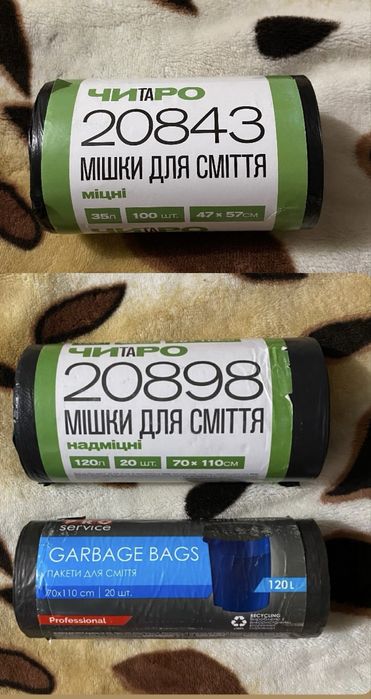 ЧИтаРО
20843
МІШКИ ДЛЯ СМІТТЯ
міцні
35л 100 шт. 47×57см
ЧИтаРО
20898
МІШКИ ДЛЯ СМІТТЯ
надміцні
120л 20 шт. 70×110см
PRO
service
GARBAGE BAGS
ПАКЕТИ ДЛЯ СМІТТЯ
70x110 cm | 20 шт.
120 L
Professional
RECYCLING